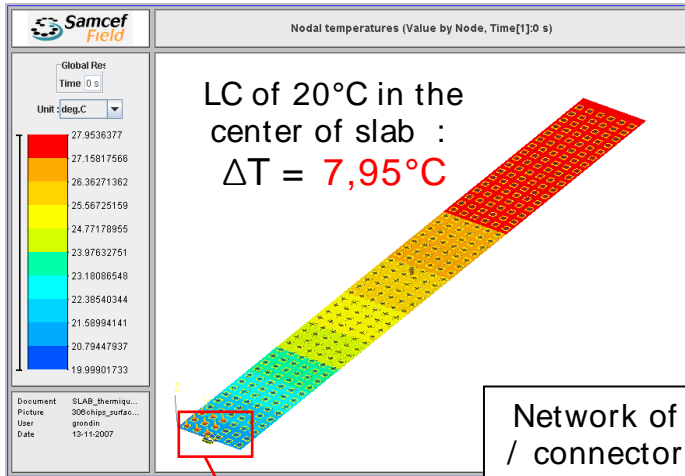 Samcef
Field
Nodal temperatures (Value by Node, Time[1]:0 s)
Global Res
Time 0 s
Unit : deg.C
27.9536377
27.15817566
26.36271362
25.56725159
24.77178955
23.97632751
23.18086548
22.38540344
21.58994141
20.79447937
19.99901733
LC of 20°C in the
center of slab :
ΔT = 7,95°C
Z
Document SLAB_thermiqu...
Picture 306chips_surfac...
User grondin
Date 13-11-2007
Network of
/ connector